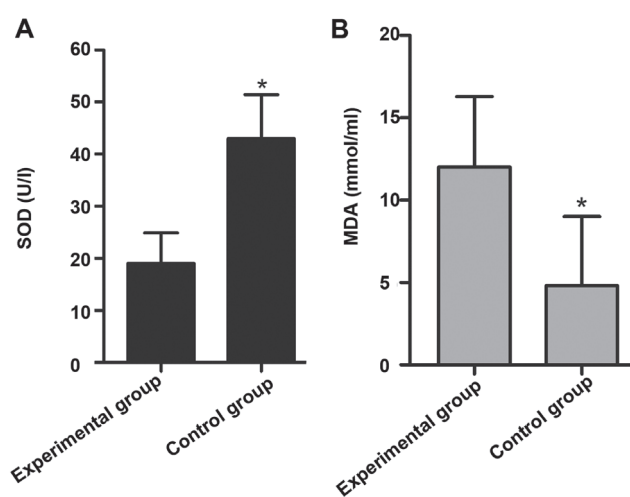 A
SOD (U/l)
60
50
40
30
20
10
0
*
Experimental group
Control group
B
MDA (mmol/ml)
20
15
10
5
0
*
Experimental group
Control group